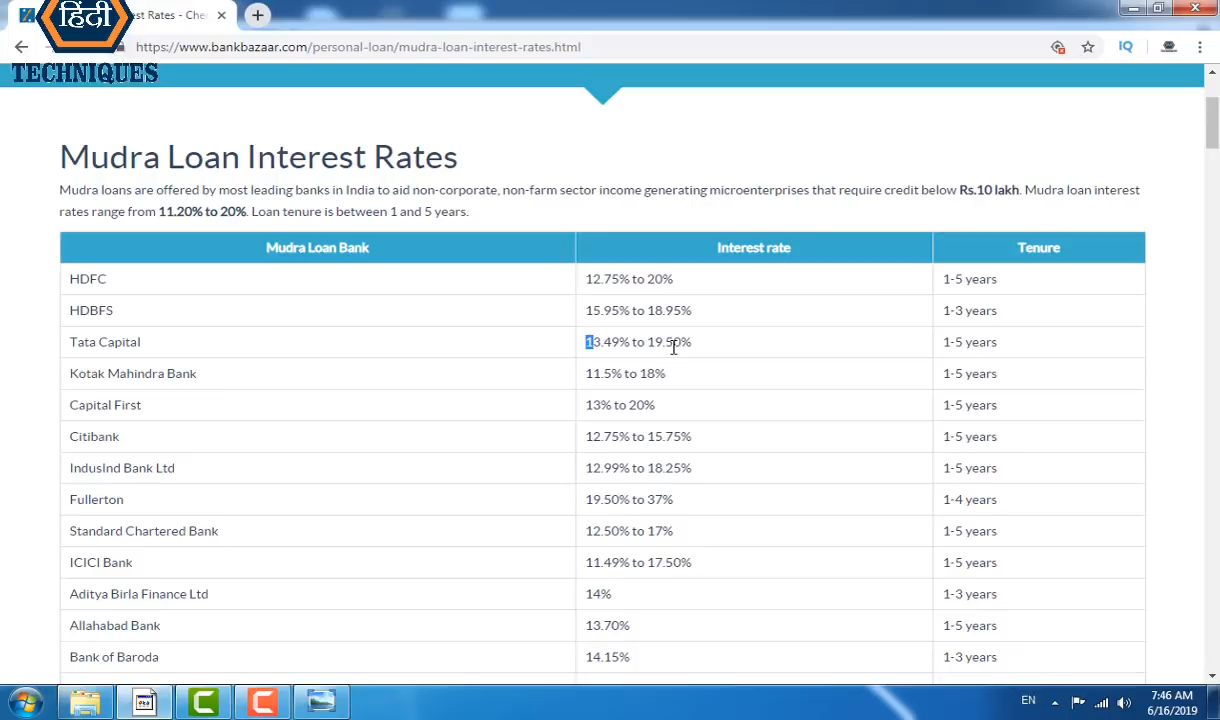 हिंदी
TECHNIQUES
est Rates - Che
https://www.bankbazaar.com/personal-loan/mudra-loan-interest-rates.html
IQ
Mudra Loan Interest Rates
Mudra loans are offered by most leading banks in India to aid non-corporate, non-farm sector income generating microenterprises that require credit below Rs.10 lakh. Mudra loan interest
rates range from 11.20% to 20%. Loan tenure is between 1 and 5 years.
Mudra Loan Bank Interest rate Tenure
HDFC 12.75% to 20% 1-5 years
HDBFS 15.95% to 18.95% 1-3 years
Tata Capital 13.49% to 19.50% 1-5 years
Kotak Mahindra Bank 11.5% to 18% 1-5 years
Capital First 13% to 20% 1-5 years
Citibank 12.75% to 15.75% 1-5 years
IndusInd Bank Ltd 12.99% to 18.25% 1-5 years
Fullerton 19.50% to 37% 1-4 years
Standard Chartered Bank 12.50% to 17% 1-5 years
ICICI Bank 11.49% to 17.50% 1-5 years
Aditya Birla Finance Ltd 14% 1-3 years
Allahabad Bank 13.70% 1-5 years
Bank of Baroda 14.15% 1-3 years
EN
7:46 AM
6/16/2019